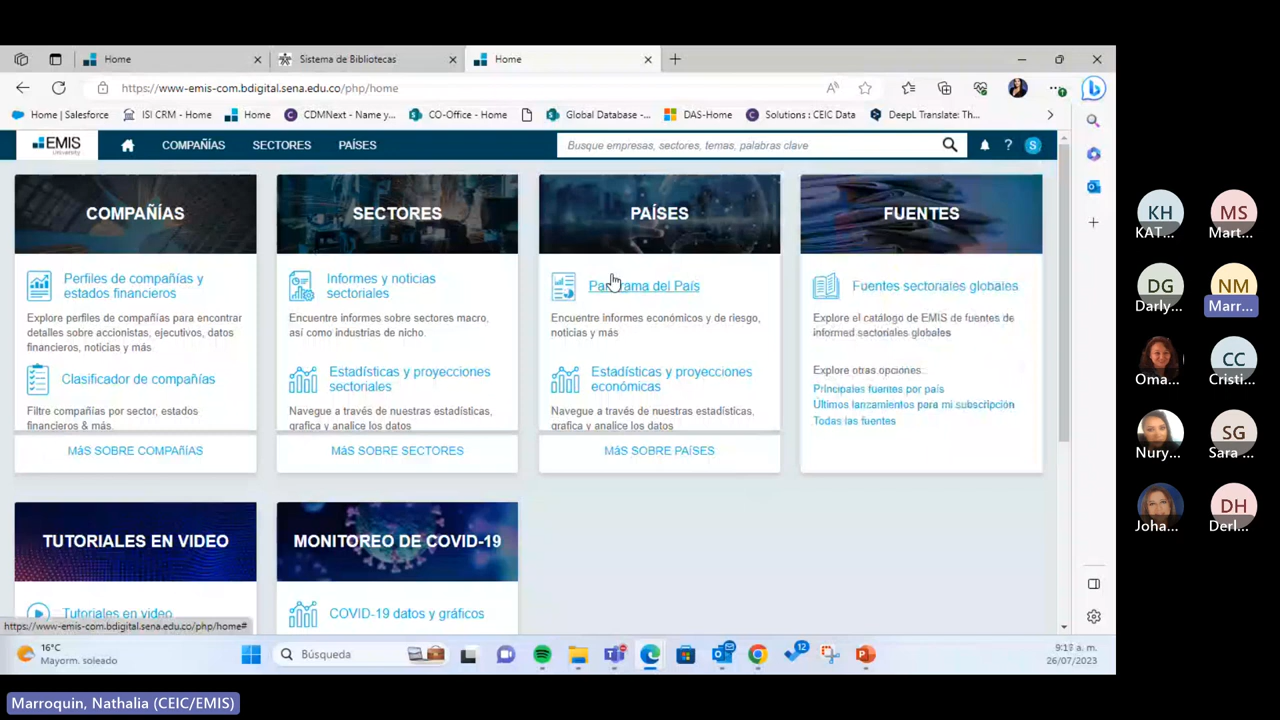 Home
Sistema de Bibliotecas
Home
https://www-emis-com.bdigital.sena.edu.co/php/home
Home | Salesforce
ISI CRM - Home
Home
CDMNext - Name y...
CO-Office - Home
Global Database -...
DAS-Home
Solutions : CEIC Data
DeepL Translate: Th...
EMIS
University
COMPAÑÍAS
SECTORES
PAÍSES
Busque empresas, sectores, temas, palabras clave
?
S
COMPAÑÍAS
Perfiles de compañías y
estados financieros
Explore perfiles de compañías para encontrar
detalles sobre accionistas, ejecutivos, datos
financieros, noticias y más
Clasificador de compañías
Filtre compañías por sector, estados
financieros & más.
MáS SOBRE COMPAñíAS
SECTORES
Informes y noticias
sectoriales
Encuentre informes sobre sectores macro,
así como industrias de nicho.
Estadísticas y proyecciones
sectoriales
Navegue a través de nuestras estadísticas,
grafica y analice los datos
MáS SOBRE SECTORES
PAÍSES
Panorama del País
Encuentre informes económicos y de riesgo,
noticias y más
Estadísticas y proyecciones
económicas
Navegue a través de nuestras estadísticas,
grafica y analice los datos
MáS SOBRE PAÍSES
FUENTES
Fuentes sectoriales globales
Explore el catálogo de EMIS de fuentes de
informed sectoriales globales
Explore otras opciones..
Principales fuentes por país
Últimos lanzamientos para mi subscripción
Todas las fuentes
TUTORIALES EN VIDEO
Tutoriales en video
MONITOREO DE COVID-19
COVID-19 datos y gráficos
https://www-emis-com.bdigital.sena.edu.co/php/home#
16°C
Mayorm. soleado
Búsqueda
12
a. m.
26/07/2023
KH
KAT...
MS
Mart...
DG
Darly...
NM
Marr...
Oma...
CC
Cristi...
Nury...
SG
Sara ...
Joha...
DH
Derl...
Marroquin, Nathalia (CEIC/EMIS)